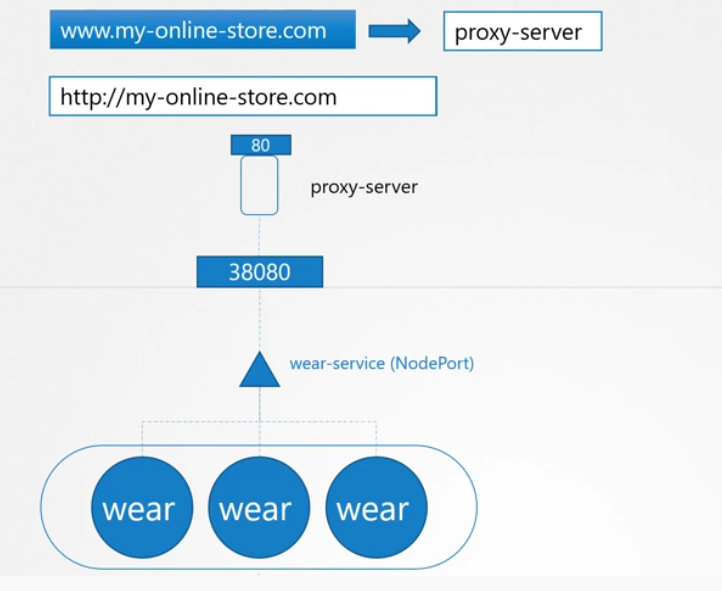 www.my-online-store.com
proxy-server
http://my-online-store.com
80
proxy-server
38080
wear-service (NodePort)
wear wear wear